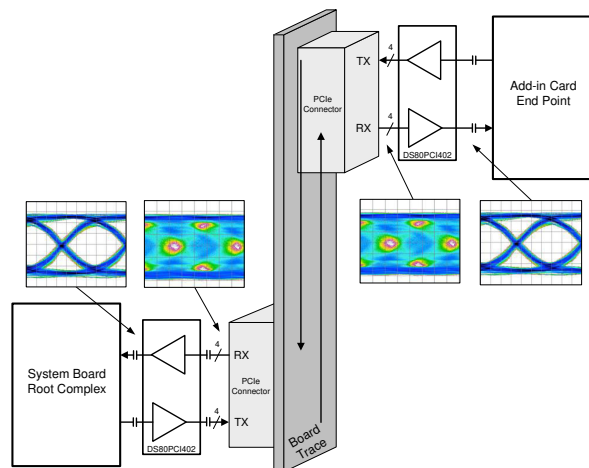 4
TX
Add-in Card
End Point
PCIe
Connector
4
RX
DS80PCI402
4
System Board
Root Complex
RX
PCIe
Connector
4
TX
DS80PCI402
Board
Trace